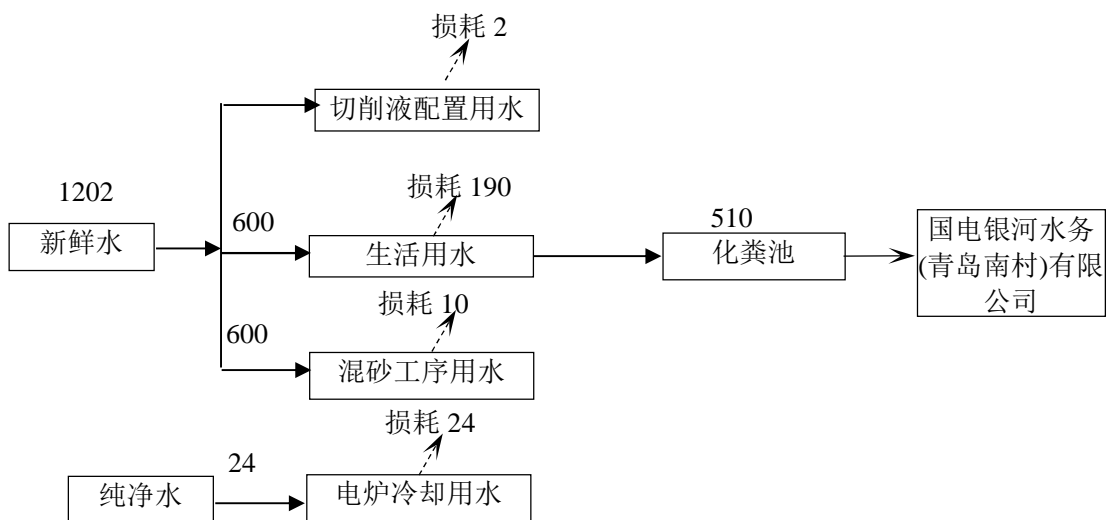 损耗 2
切削液配置用水
1202
新鲜水
600
损耗 190
生活用水
510
化粪池
国电银河水务
(青岛南村)有限
公司
600
损耗 10
混砂工序用水
损耗 24
24
纯净水
电炉冷却用水